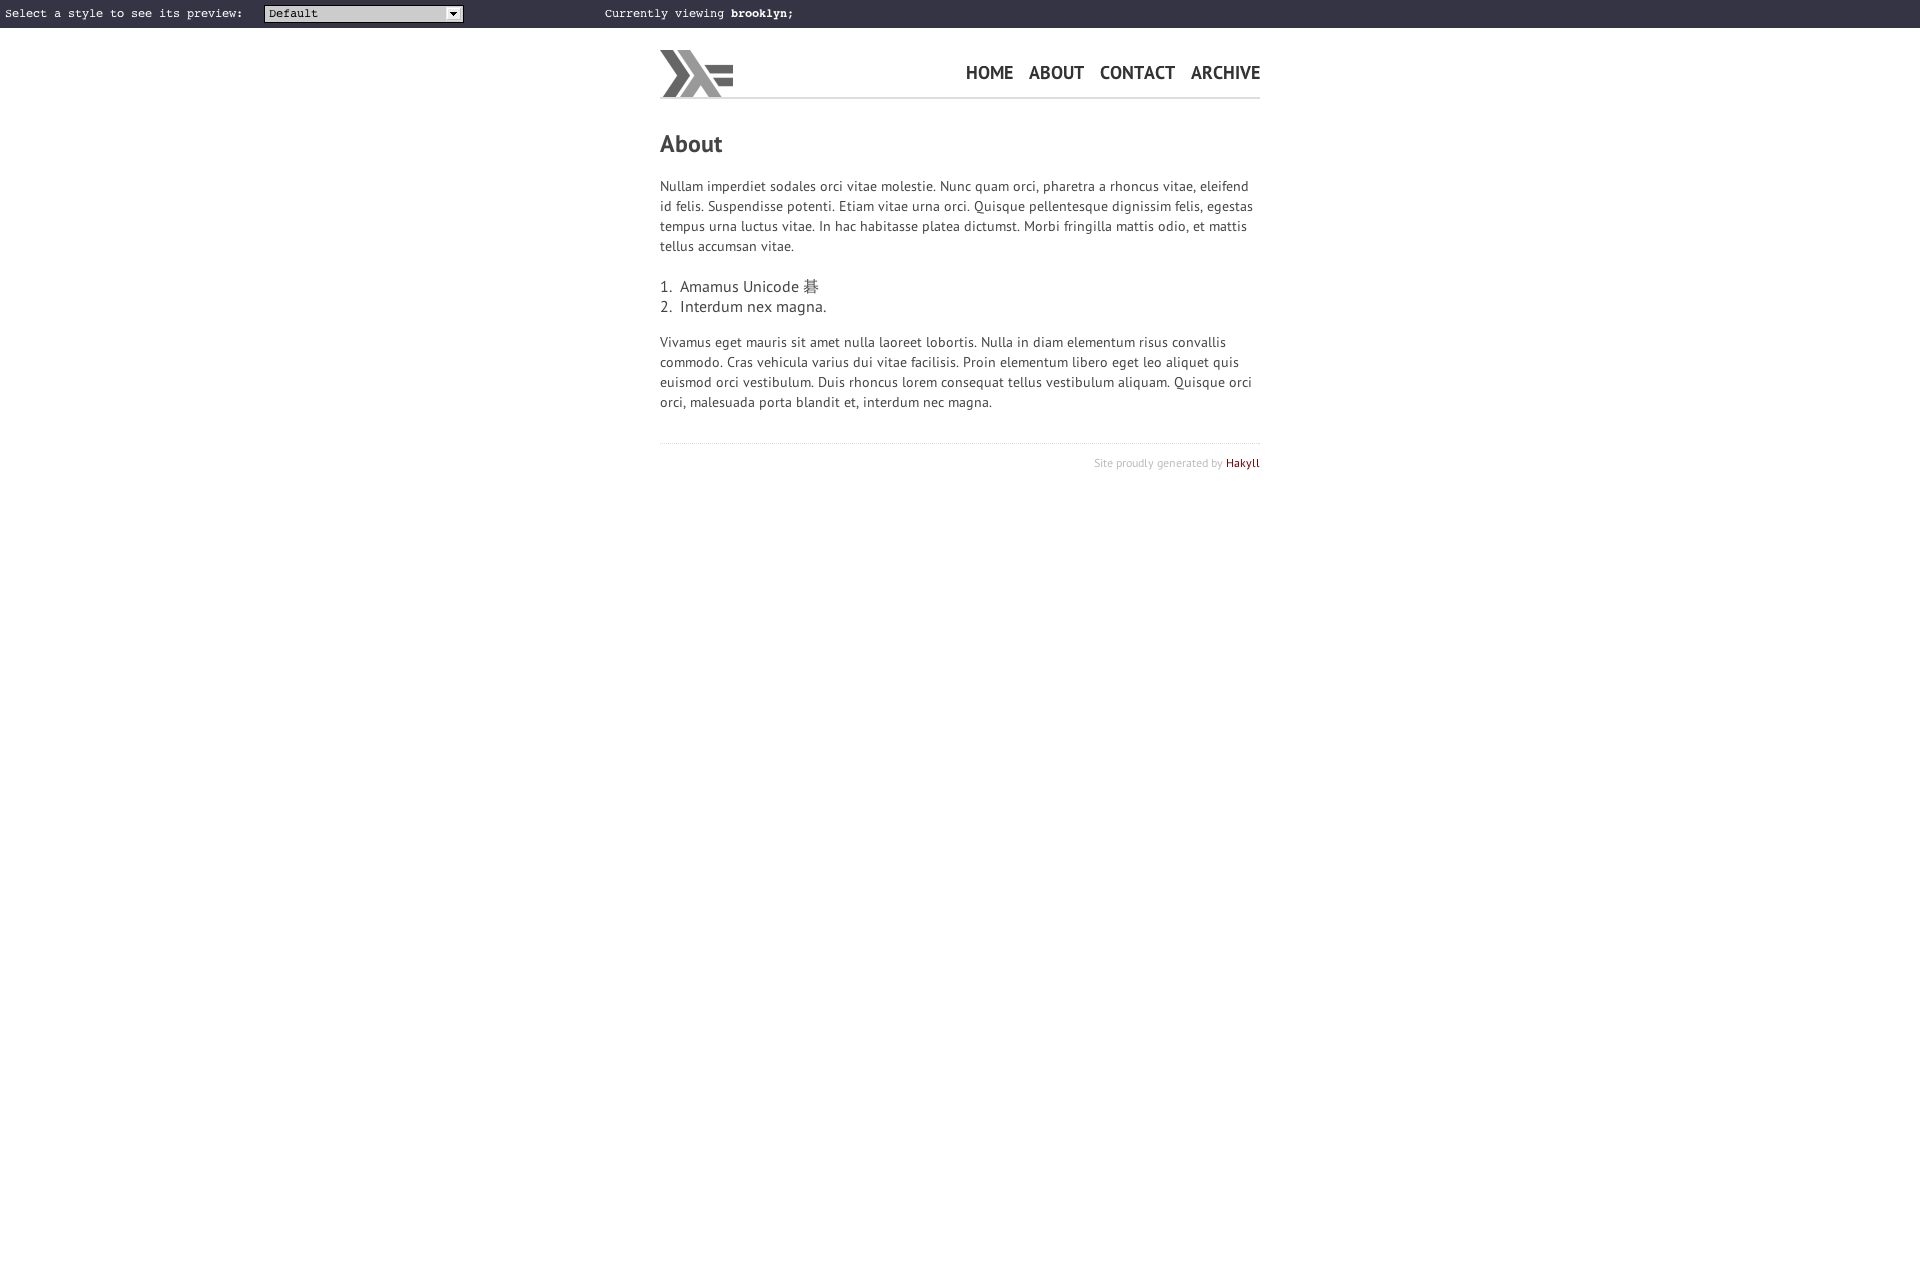 Select a style to see its preview: Default Currently viewing brooklyn;
HOME ABOUT CONTACT ARCHIVE
About
Nullam imperdiet sodales orci vitae molestie. Nunc quam orci, pharetra a rhoncus vitae, eleifend
id felis. Suspendisse potenti. Etiam vitae urna orci. Quisque pellentesque dignissim felis, egestas
tempus urna luctus vitae. In hac habitasse platea dictumst. Morbi fringilla mattis odio, et mattis
tellus accumsan vitae.
1. Amamus Unicode 碁
2. Interdum nex magna.
Vivamus eget mauris sit amet nulla laoreet lobortis. Nulla in diam elementum risus convallis
commodo. Cras vehicula varius dui vitae facilisis. Proin elementum libero eget leo aliquet quis
euismod orci vestibulum. Duis rhoncus lorem consequat tellus vestibulum aliquam. Quisque orci
orci, malesuada porta blandit et, interdum nec magna.
Site proudly generated by Hakyll